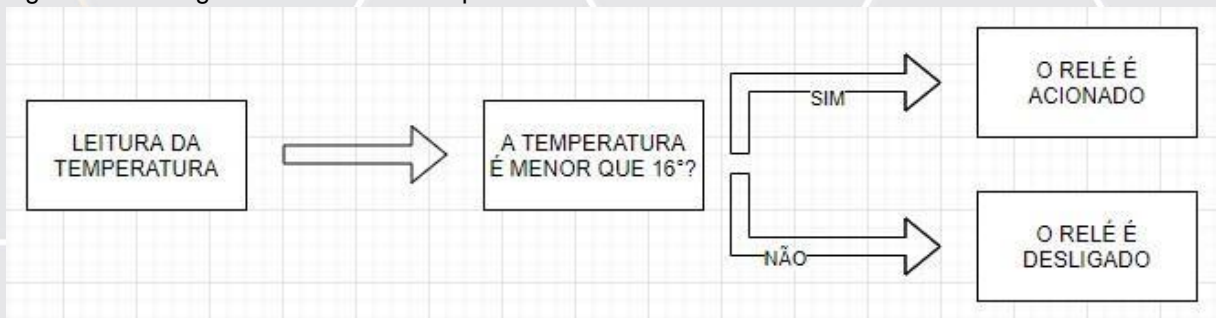 LEITURA DA
TEMPERATURA
A TEMPERATURA
É MENOR QUE 16°?
SIM
O RELÉ É
ACIONADO
NÃO
O RELÉ É
DESLIGADO